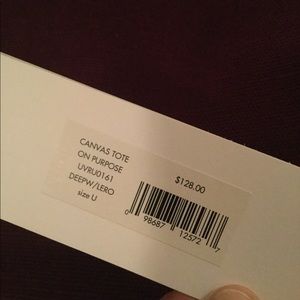 CANVAS TOTE
ON PURPOSE
UVRU0161
DEEPW/LERO
size U
$128.00
0 98687 12572 7